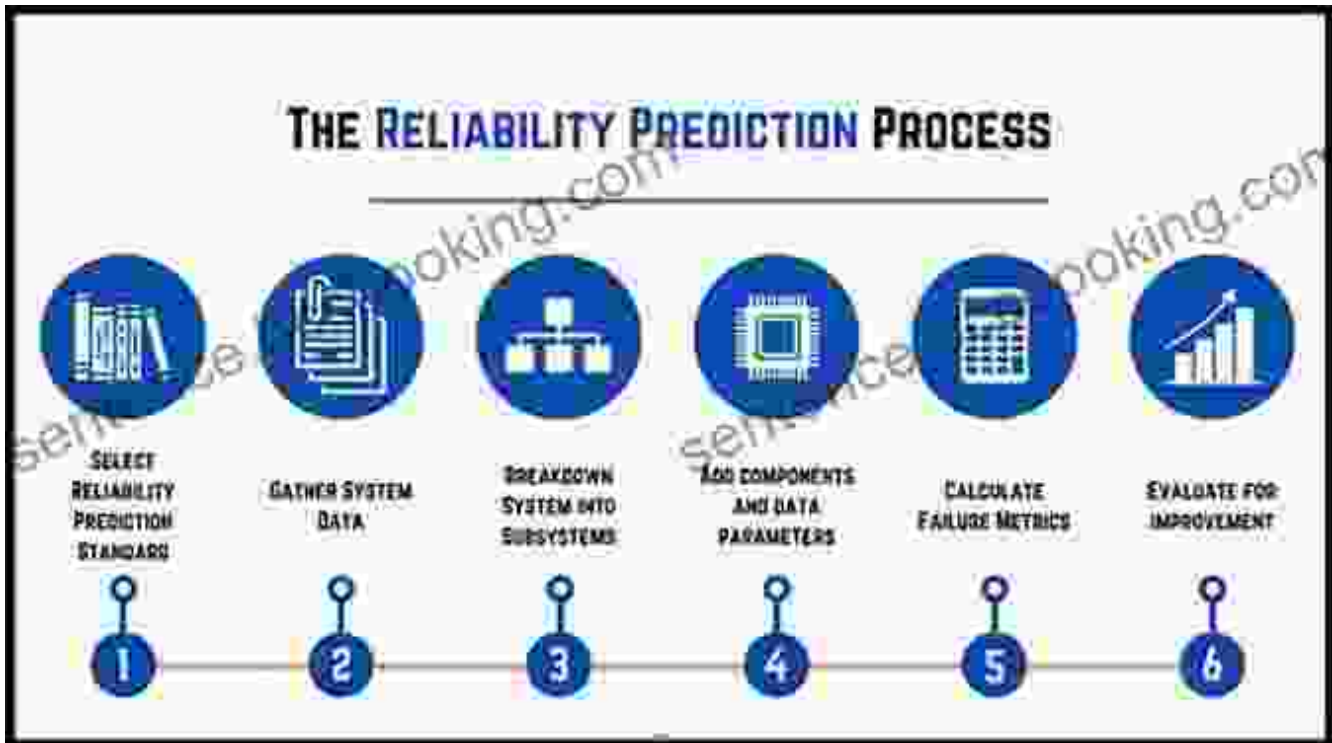 THE RELIABILITY PREDICTION PROCESS
SELECT
RELIABILITY
PREDICTION
STANDARD
GATHER SYSTEM
DATA
BREAKDOWN
SYSTEM INTO
SUBSYSTEMS
ADD COMPONENTS
AND DATA
PARAMETERS
CALCULATE
FAILURE METRICS
EVALUATE FOR
IMPROVEMENT
1
2
3
4
5
6